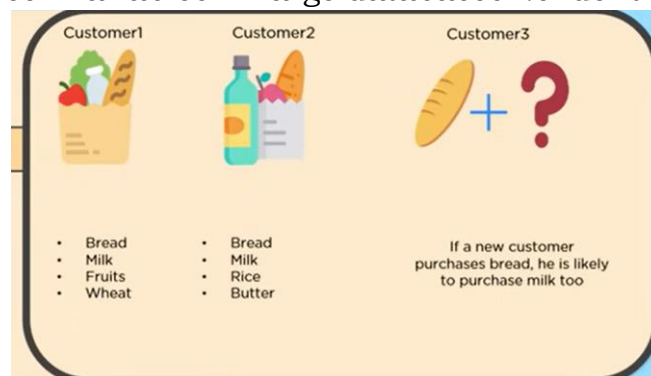 Customer1
Customer2
Customer3
• Bread
• Milk
• Fruits
• Wheat
• Bread
• Milk
• Rice
• Butter
If a new customer
purchases bread, he is likely
to purchase milk too